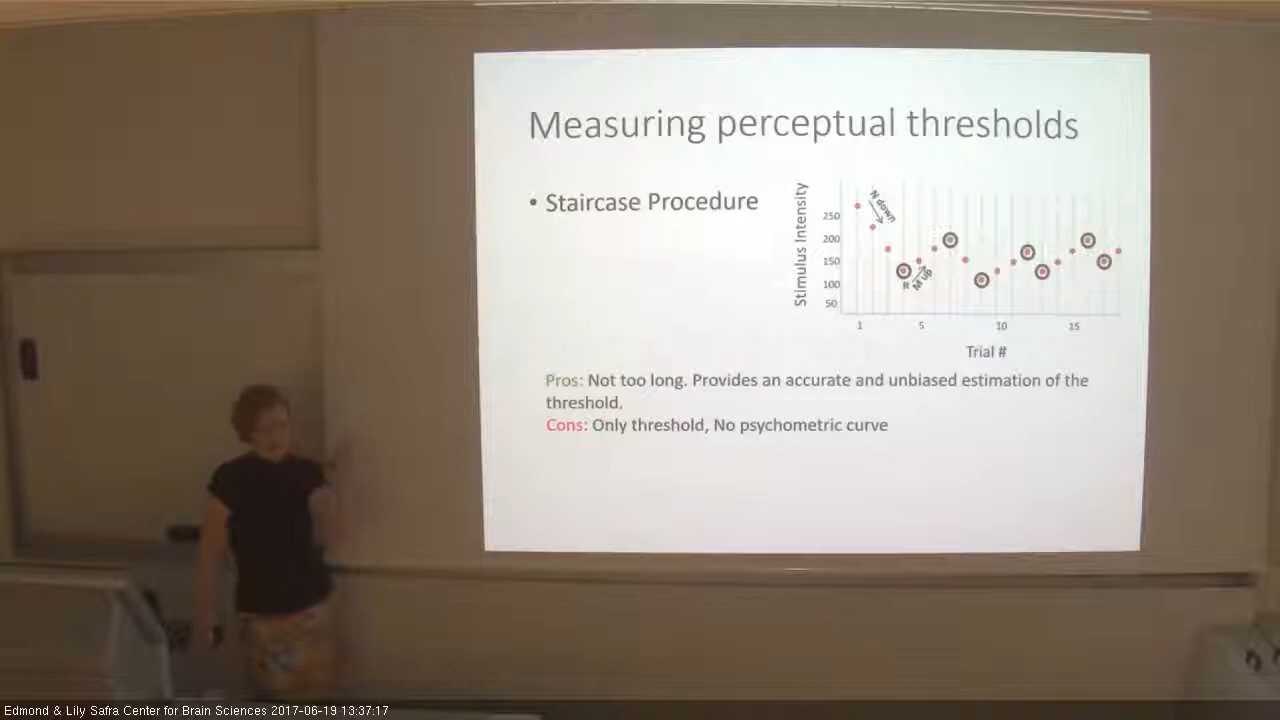 Measuring perceptual thresholds
• Staircase Procedure
Stimulus Intensity
250
200
150
100
50
N down
R
M up
1
5
10
15
Trial #
Pros: Not too long. Provides an accurate and unbiased estimation of the
threshold.
Cons: Only threshold, No psychometric curve
Edmond & Lily Safra Center for Brain Sciences 2017-06-19 13:37:17